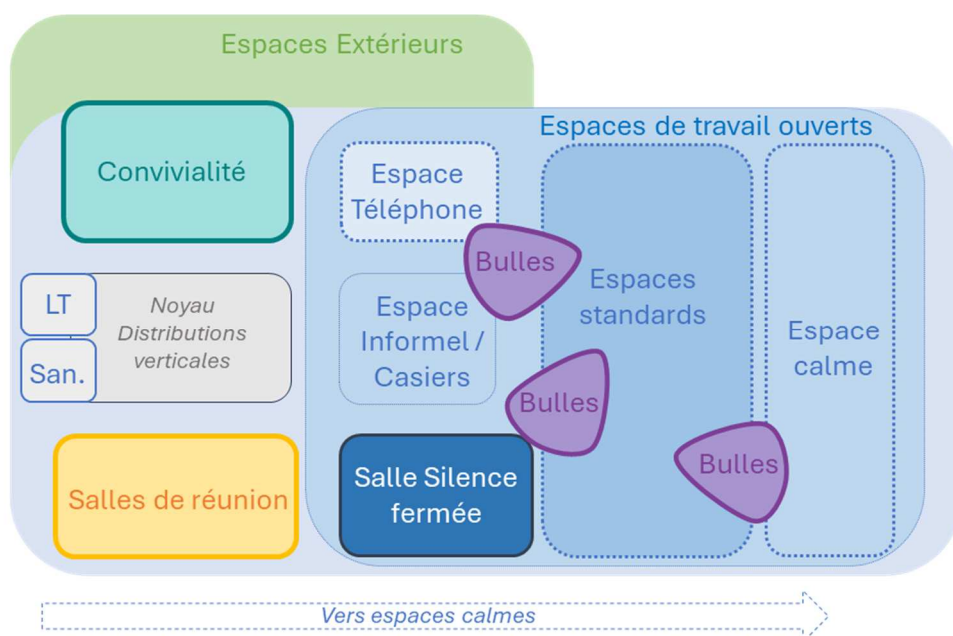 Espaces Extérieurs
Convivialité
Espaces de travail ouverts
Espace
Téléphone
Bulles
LT
San.
Noyau
Distributions
verticales
Espace
Informel /
Casiers
Espaces
standards
Espace
calme
Bulles
Bulles
Salles de réunion
Salle Silence
fermée
Vers espaces calmes